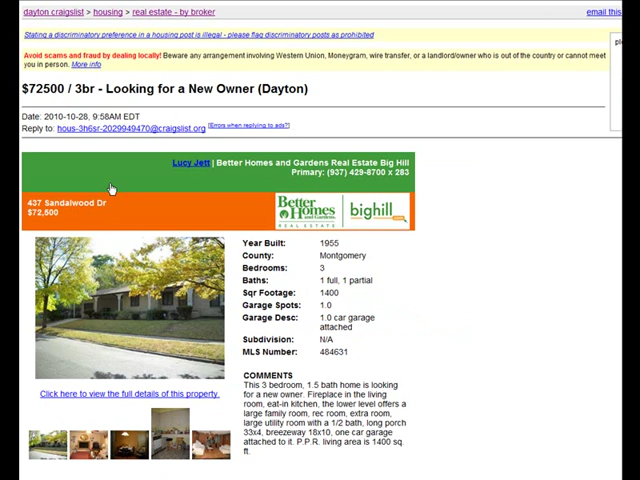 dayton craigslist > housing > real estate - by broker
email this
Stating a discriminatory preference in a housing post is illegal - please flag discriminatory posts as prohibited
Avoid scams and fraud by dealing locally! Beware any arrangement involving Western Union, Moneygram, wire transfer, or a landlord/owner who is out of the country or cannot meet
you in person. More info
$72500 / 3br - Looking for a New Owner (Dayton)
Date: 2010-10-28, 9:58AM EDT
Reply to: hous-3h6sr-2029949470@craigslist.org [Errors when replying to ads?]
Lucy Jett | Better Homes and Gardens Real Estate Big Hill
Primary: (937) 429-8700 x 283
437 Sandalwood Dr
$72,500
Better
Homes
and Gardens
REAL ESTATE
bighill.com
Year Built: 1955
County: Montgomery
Bedrooms: 3
Baths: 1 full, 1 partial
Sqr Footage: 1400
Garage Spots: 1.0
Garage Desc: 1.0 car garage
attached
Subdivision: N/A
MLS Number: 484631
Click here to view the full details of this property.
COMMENTS
This 3 bedroom, 1.5 bath home is looking
for a new owner. Fireplace in the living
room, eat-in kitchen, the lower level offers a
large family room, rec room, extra room,
large utility room with a 1/2 bath, long porch
33x4, breezeway 18x10, one car garage
attached to it. P.P.R. living area is 1400 sq.
ft.